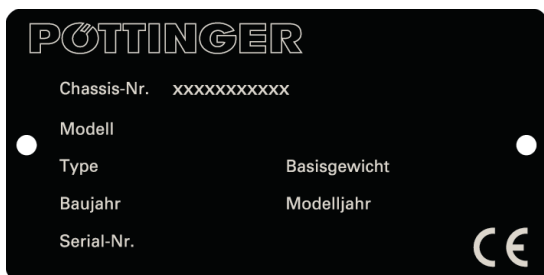 PÖTTINGER
Chassis-Nr. xxxxxxxxxxx
Modell
Type Basisgewicht
Baujahr Modelljahr
Serial-Nr.
CE